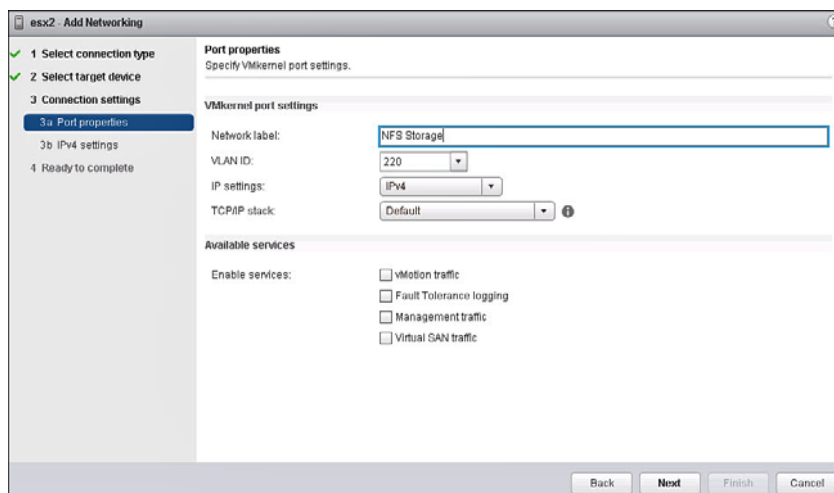 esx2 - Add Networking
1 Select connection type
2 Select target device
3 Connection settings
3a Port properties
3b IPv4 settings
4 Ready to complete
Port properties
Specify VMkernel port settings.
VMkernel port settings
Network label: NFS Storage
VLAN ID: 220
IP settings: IPv4
TCP/IP stack: Default
Available services
Enable services: vMotion traffic
Fault Tolerance logging
Management traffic
Virtual SAN traffic
Back Next Finish Cancel